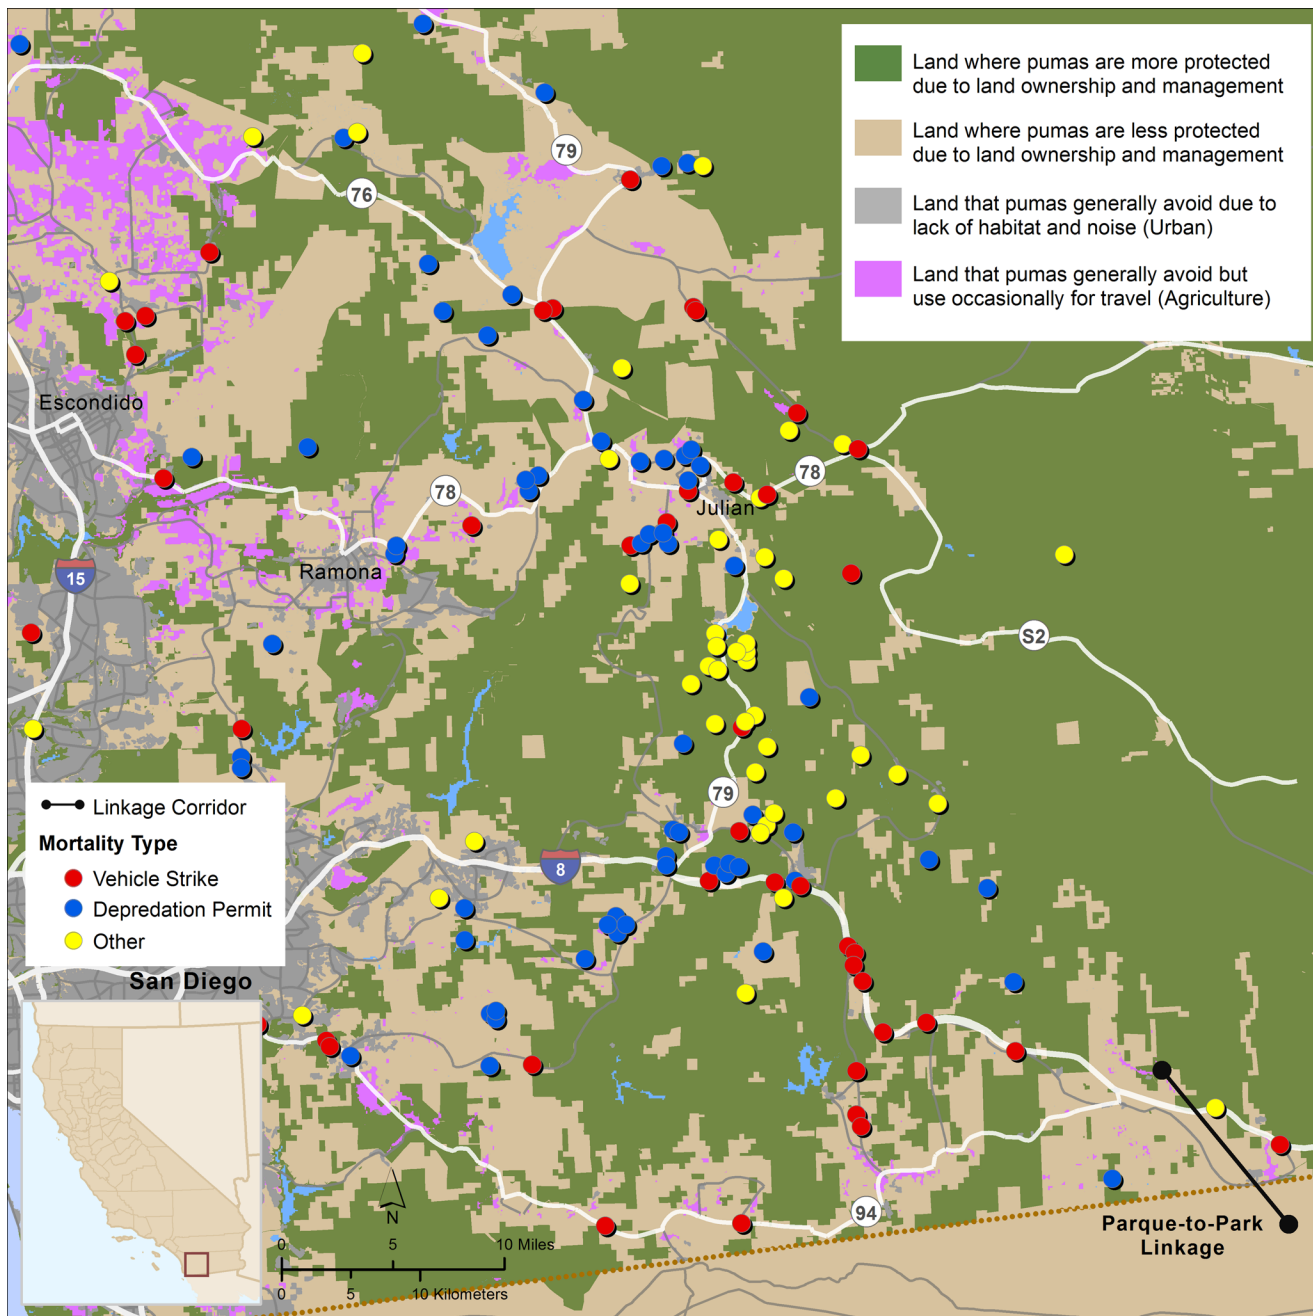 Land where pumas are more protected
due to land ownership and management
Land where pumas are less protected
due to land ownership and management
Land that pumas generally avoid due to
lack of habitat and noise (Urban)
Land that pumas generally avoid but
use occasionally for travel (Agriculture)
79
76
Escondido
78
78
Julian
Ramona
15
S2
79
Linkage Corridor
Mortality Type
Vehicle Strike
Depredation Permit
Other
8
San Diego
94
Parque-to-Park
Linkage
N
0 5 10 Miles
0 5 10 Kilometers